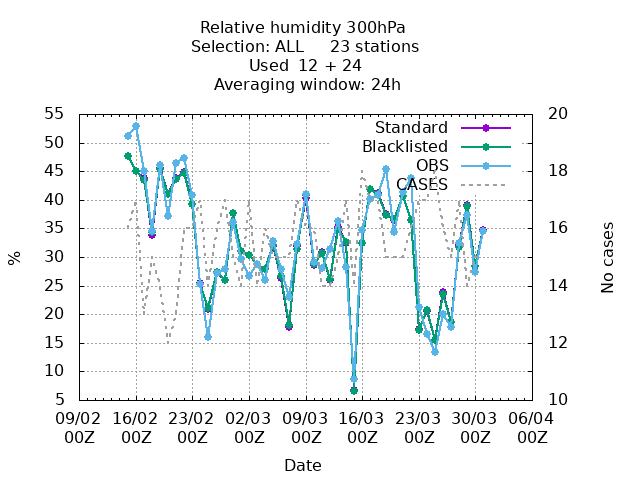 Relative humidity 300hPa
Selection: ALL 23 stations
Used 12 + 24
Averaging window: 24h
Standard
Blacklisted
OBS
CASES
%
55
50
45
40
35
30
25
20
15
10
5
20
18
16
14
12
10
No cases
09/02 16/02 23/02 02/03 09/03 16/03 23/03 30/03 06/04
00Z 00Z 00Z 00Z 00Z 00Z 00Z 00Z 00Z
Date